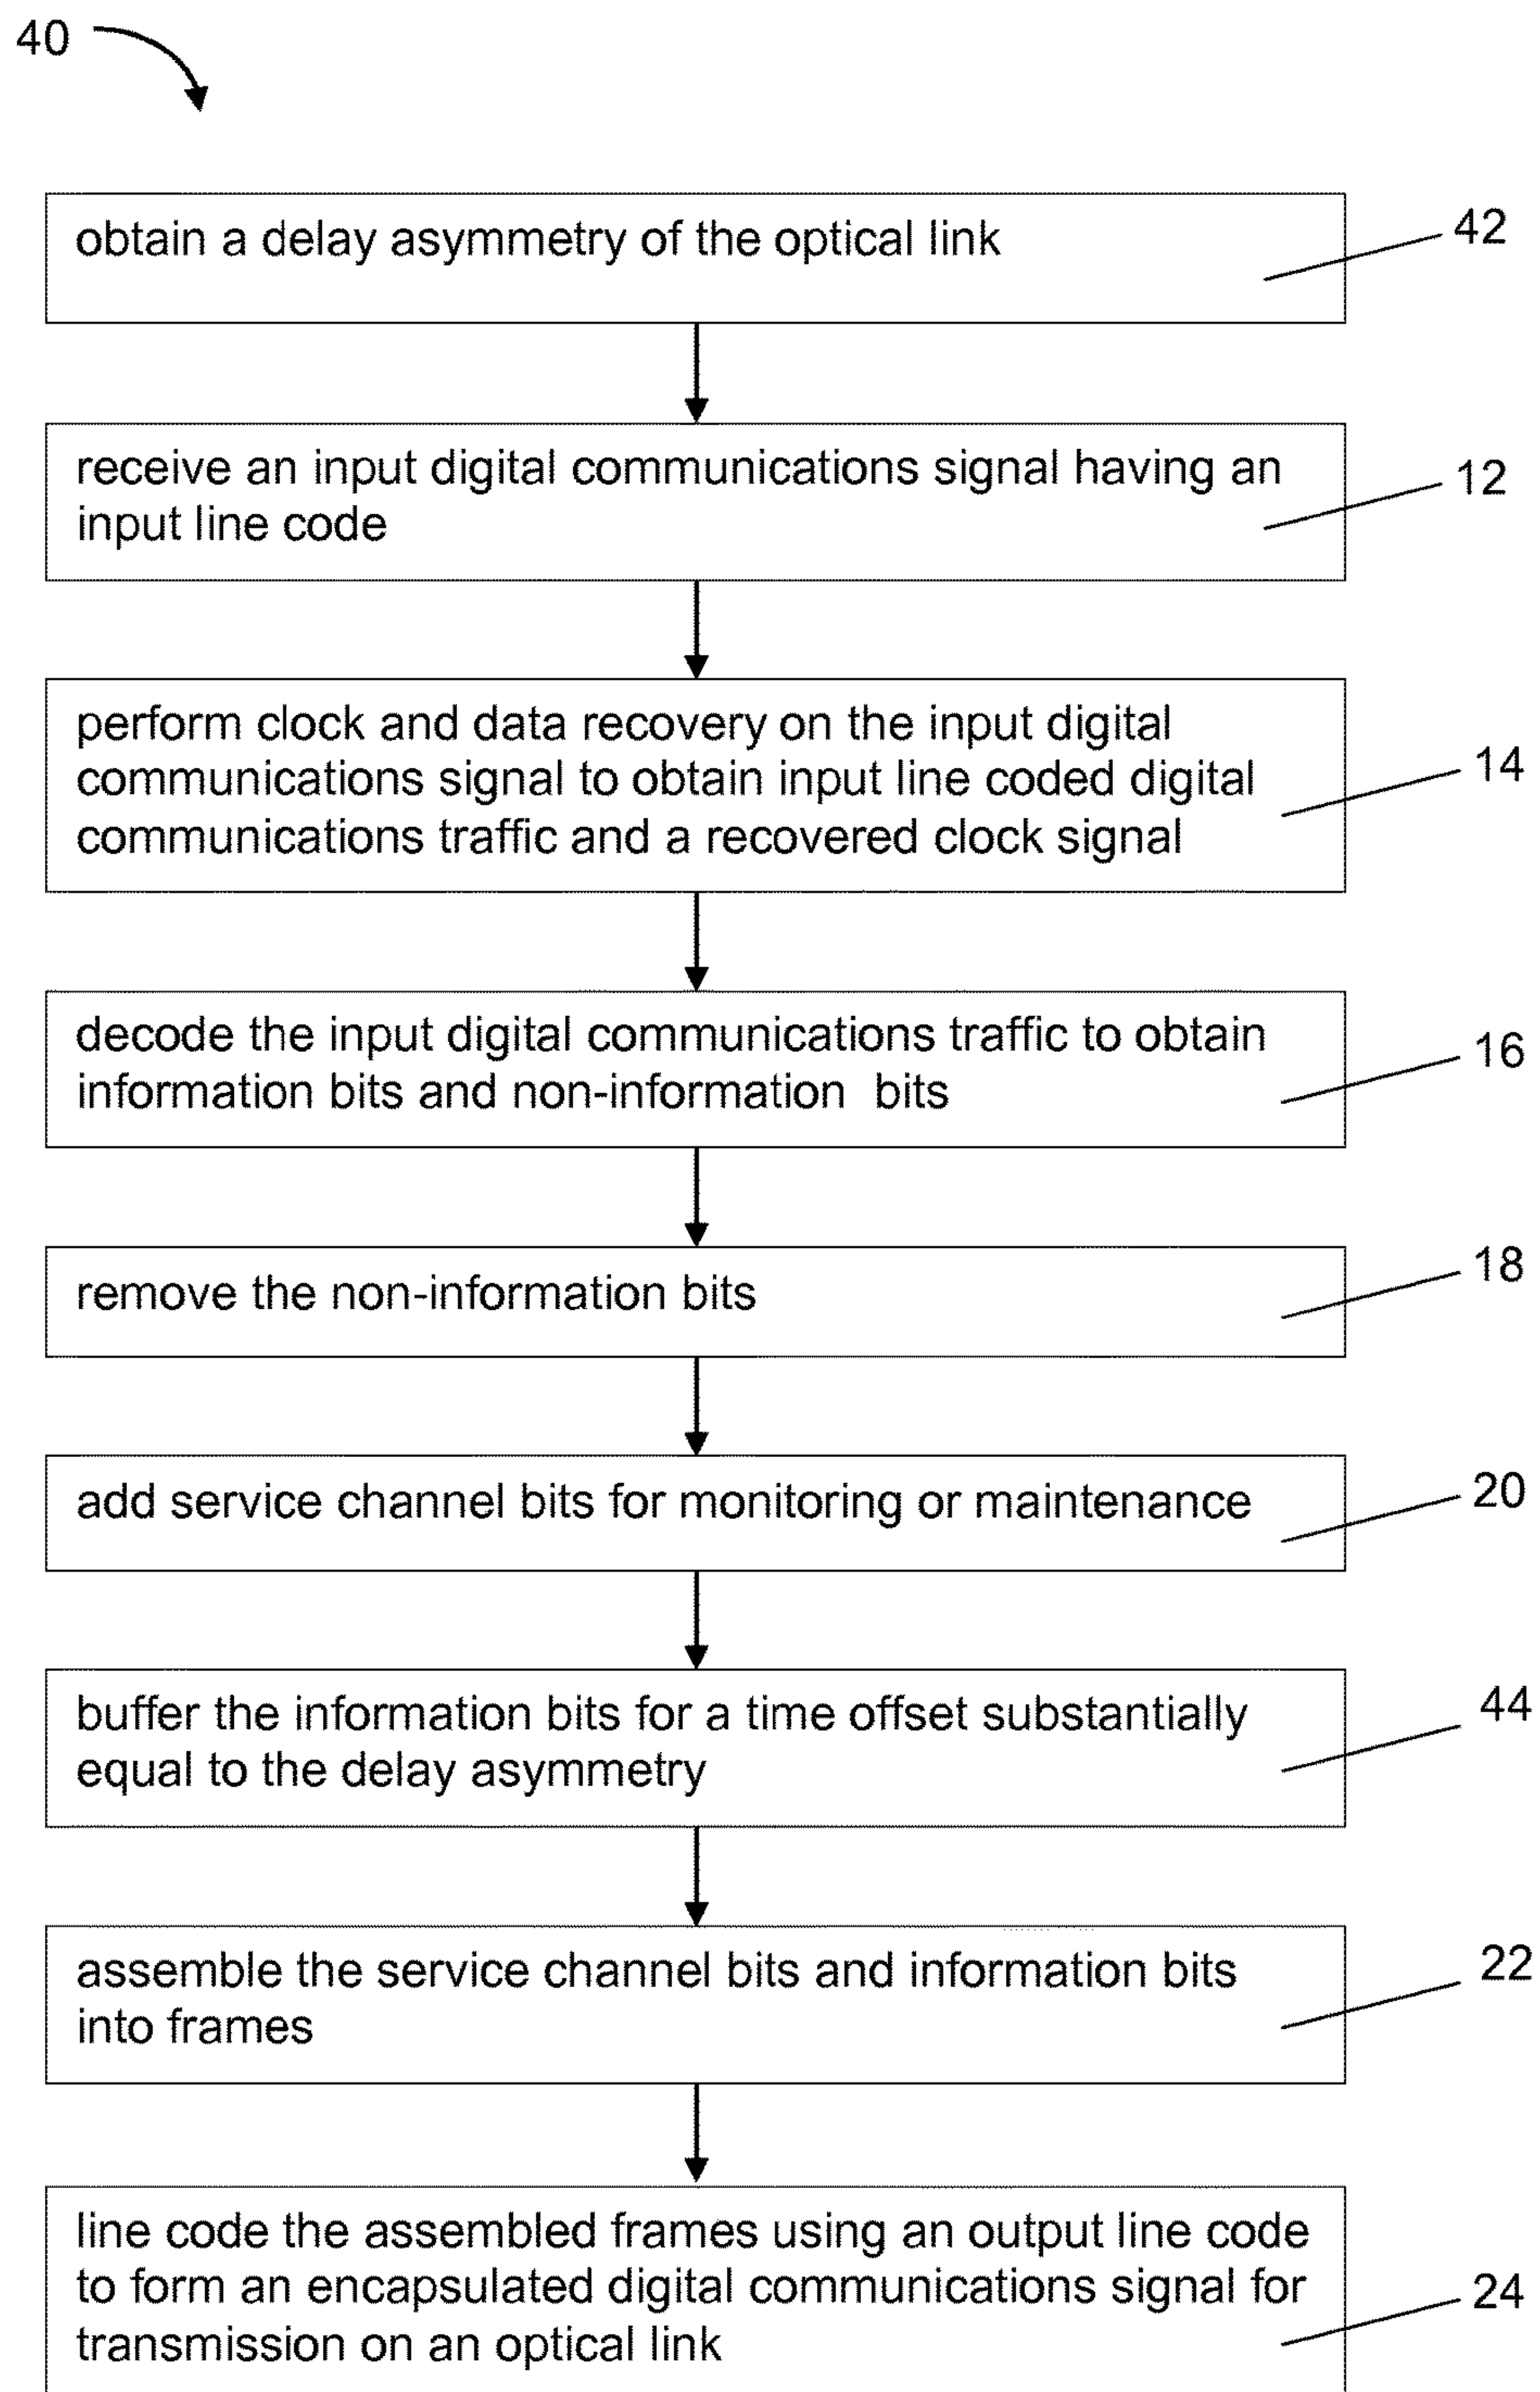 40
obtain a delay asymmetry of the optical link
42
receive an input digital communications signal having an
input line code
12
perform clock and data recovery on the input digital
communications signal to obtain input line coded digital
communications traffic and a recovered clock signal
14
decode the input digital communications traffic to obtain
information bits and non-information bits
16
remove the non-information bits
18
add service channel bits for monitoring or maintenance
20
buffer the information bits for a time offset substantially
equal to the delay asymmetry
44
assemble the service channel bits and information bits
into frames
22
line code the assembled frames using an output line code
to form an encapsulated digital communications signal for
transmission on an optical link
24